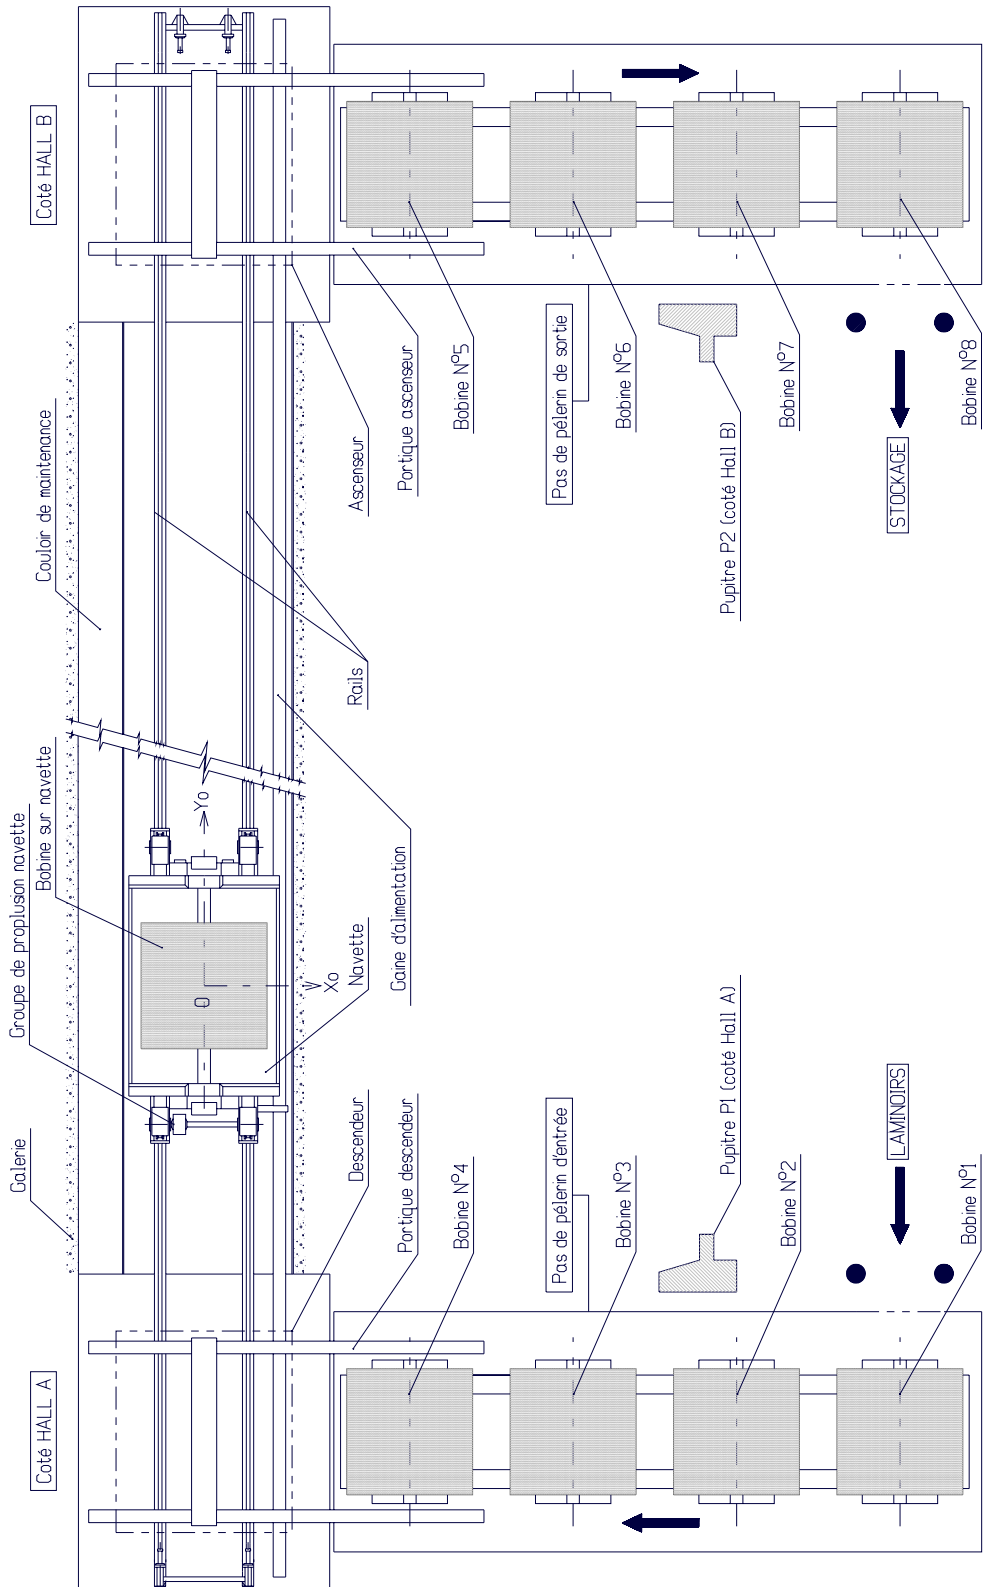 Coté HALL A
Coté HALL B
Galerie
Groupe de proplusion navette
Bobine sur navette
Couloir de maintenance
Yo
O
Xo
Navette
Gaine d'alimentation
Rails
Descendeur
Portique descendeur
Ascenseur
Portique ascenseur
Bobine N°4
Bobine N°5
Pas de pélerin d'entrée
Bobine N°3
Pas de pélerin de sortie
Bobine N°6
Pupitre P1 (coté Hall A)
Bobine N°2
Pupitre P2 (coté Hall B)
Bobine N°7
LAMINOIRS
Bobine N°1
STOCKAGE
Bobine N°8